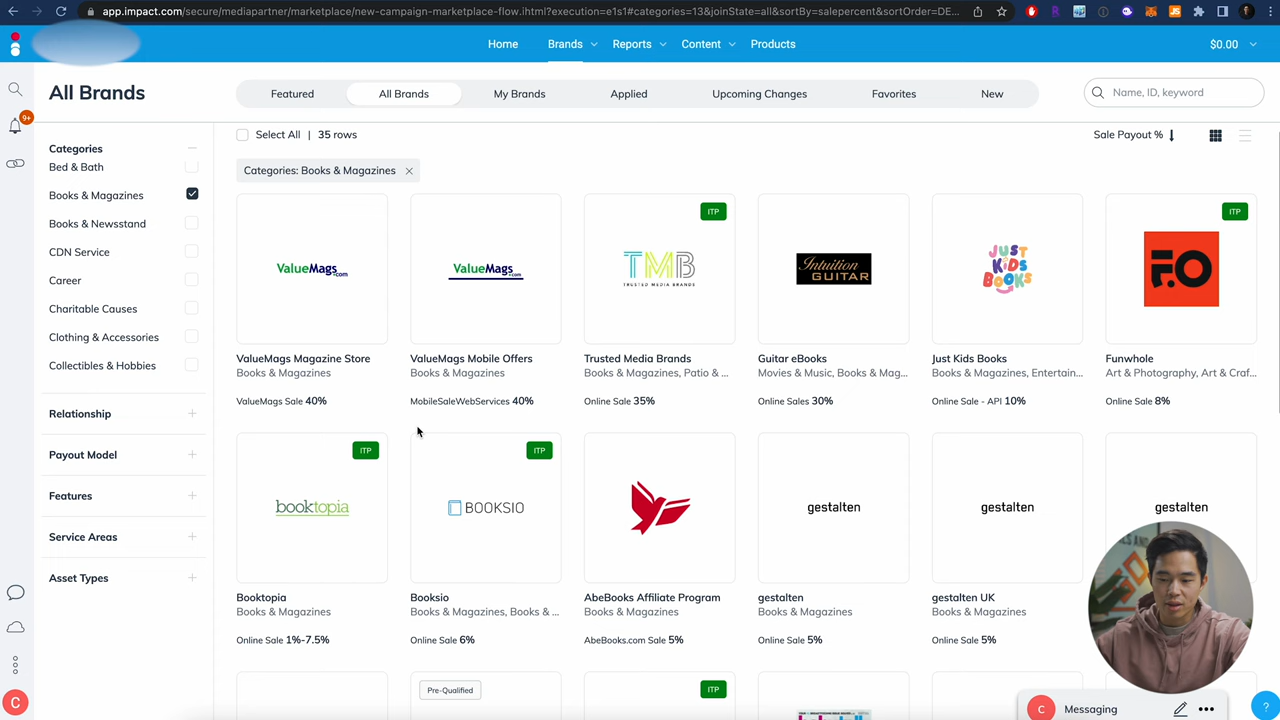 app.impact.com/secure/mediapartner/marketplace/new-campaign-marketplace-flow.ihtml?execution=e1s1#categories=13&joinState=all&sortBy=salepercent&sortOrder=DE...
Home
Brands
Reports
Content
Products
$0.00
All Brands
Featured
All Brands
My Brands
Applied
Upcoming Changes
Favorites
New
Name, ID, keyword
9+
Categories
Bed & Bath
Books & Magazines
Books & Newsstand
CDN Service
Career
Charitable Causes
Clothing & Accessories
Collectibles & Hobbies
Relationship
Payout Model
Features
Service Areas
Asset Types
Select All | 35 rows
Sale Payout %
Categories: Books & Magazines
ValueMags.com
ValueMags Magazine Store
Books & Magazines
ValueMags Sale 40%
ValueMags.com
ValueMags Mobile Offers
Books & Magazines
MobileSaleWebServices 40%
ITP
TMB
TRUSTED MEDIA BRANDS
Trusted Media Brands
Books & Magazines, Patio & ...
Online Sale 35%
Intuition
GUITAR
Guitar eBooks
Movies & Music, Books & Mag...
Online Sales 30%
JUST
KIDS
BOOKS
Just Kids Books
Books & Magazines, Entertain...
Online Sale - API 10%
ITP
Funwhole
Art & Photography, Art & Craf...
Online Sale 8%
ITP
booktopia
Booktopia
Books & Magazines
Online Sale 1%-7.5%
ITP
BOOKSIO
Booksio
Books & Magazines, Books & ...
Online Sale 6%
AbeBooks Affiliate Program
Books & Magazines
AbeBooks.com Sale 5%
gestalten
gestalten
Books & Magazines
Online Sale 5%
gestalten
gestalten UK
Books & Magazines
Online Sale 5%
gestalten
Pre-Qualified
ITP
C
C
Messaging
?